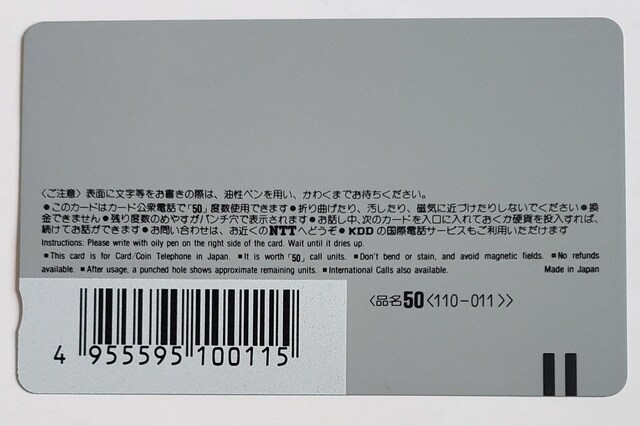 〈ご注意〉表面に文字等をお書きの際は、油性ペンを用い、かわくまでお待ちください。
●このカードはカード公衆電話で「50」度数使用できます●折り曲げたり、汚したり、磁気に近づけたりしないでください●換
金できません●残り度数のめやすがパンチ穴で表示されます●お話し中、次のカードを入口に入れておくか硬貨を投入すれば、
続けてお話ができます●お問い合わせは、お近くのNTTへどうぞ●KDDの国際電話サービスもご利用いただけます
Instructions: Please write with oily pen on the right side of the card. Wait until it dries up.
■This card is for Card/Coin Telephone in Japan. ■It is worth「50」call units. ■Don't bend or stain, and avoid magnetic fields. ■No refunds
available. ■After usage, a punched hole shows approximate remaining units. ■International Calls also available. Made in Japan
〈品名50〈110-011〉〉
4 955595 100115